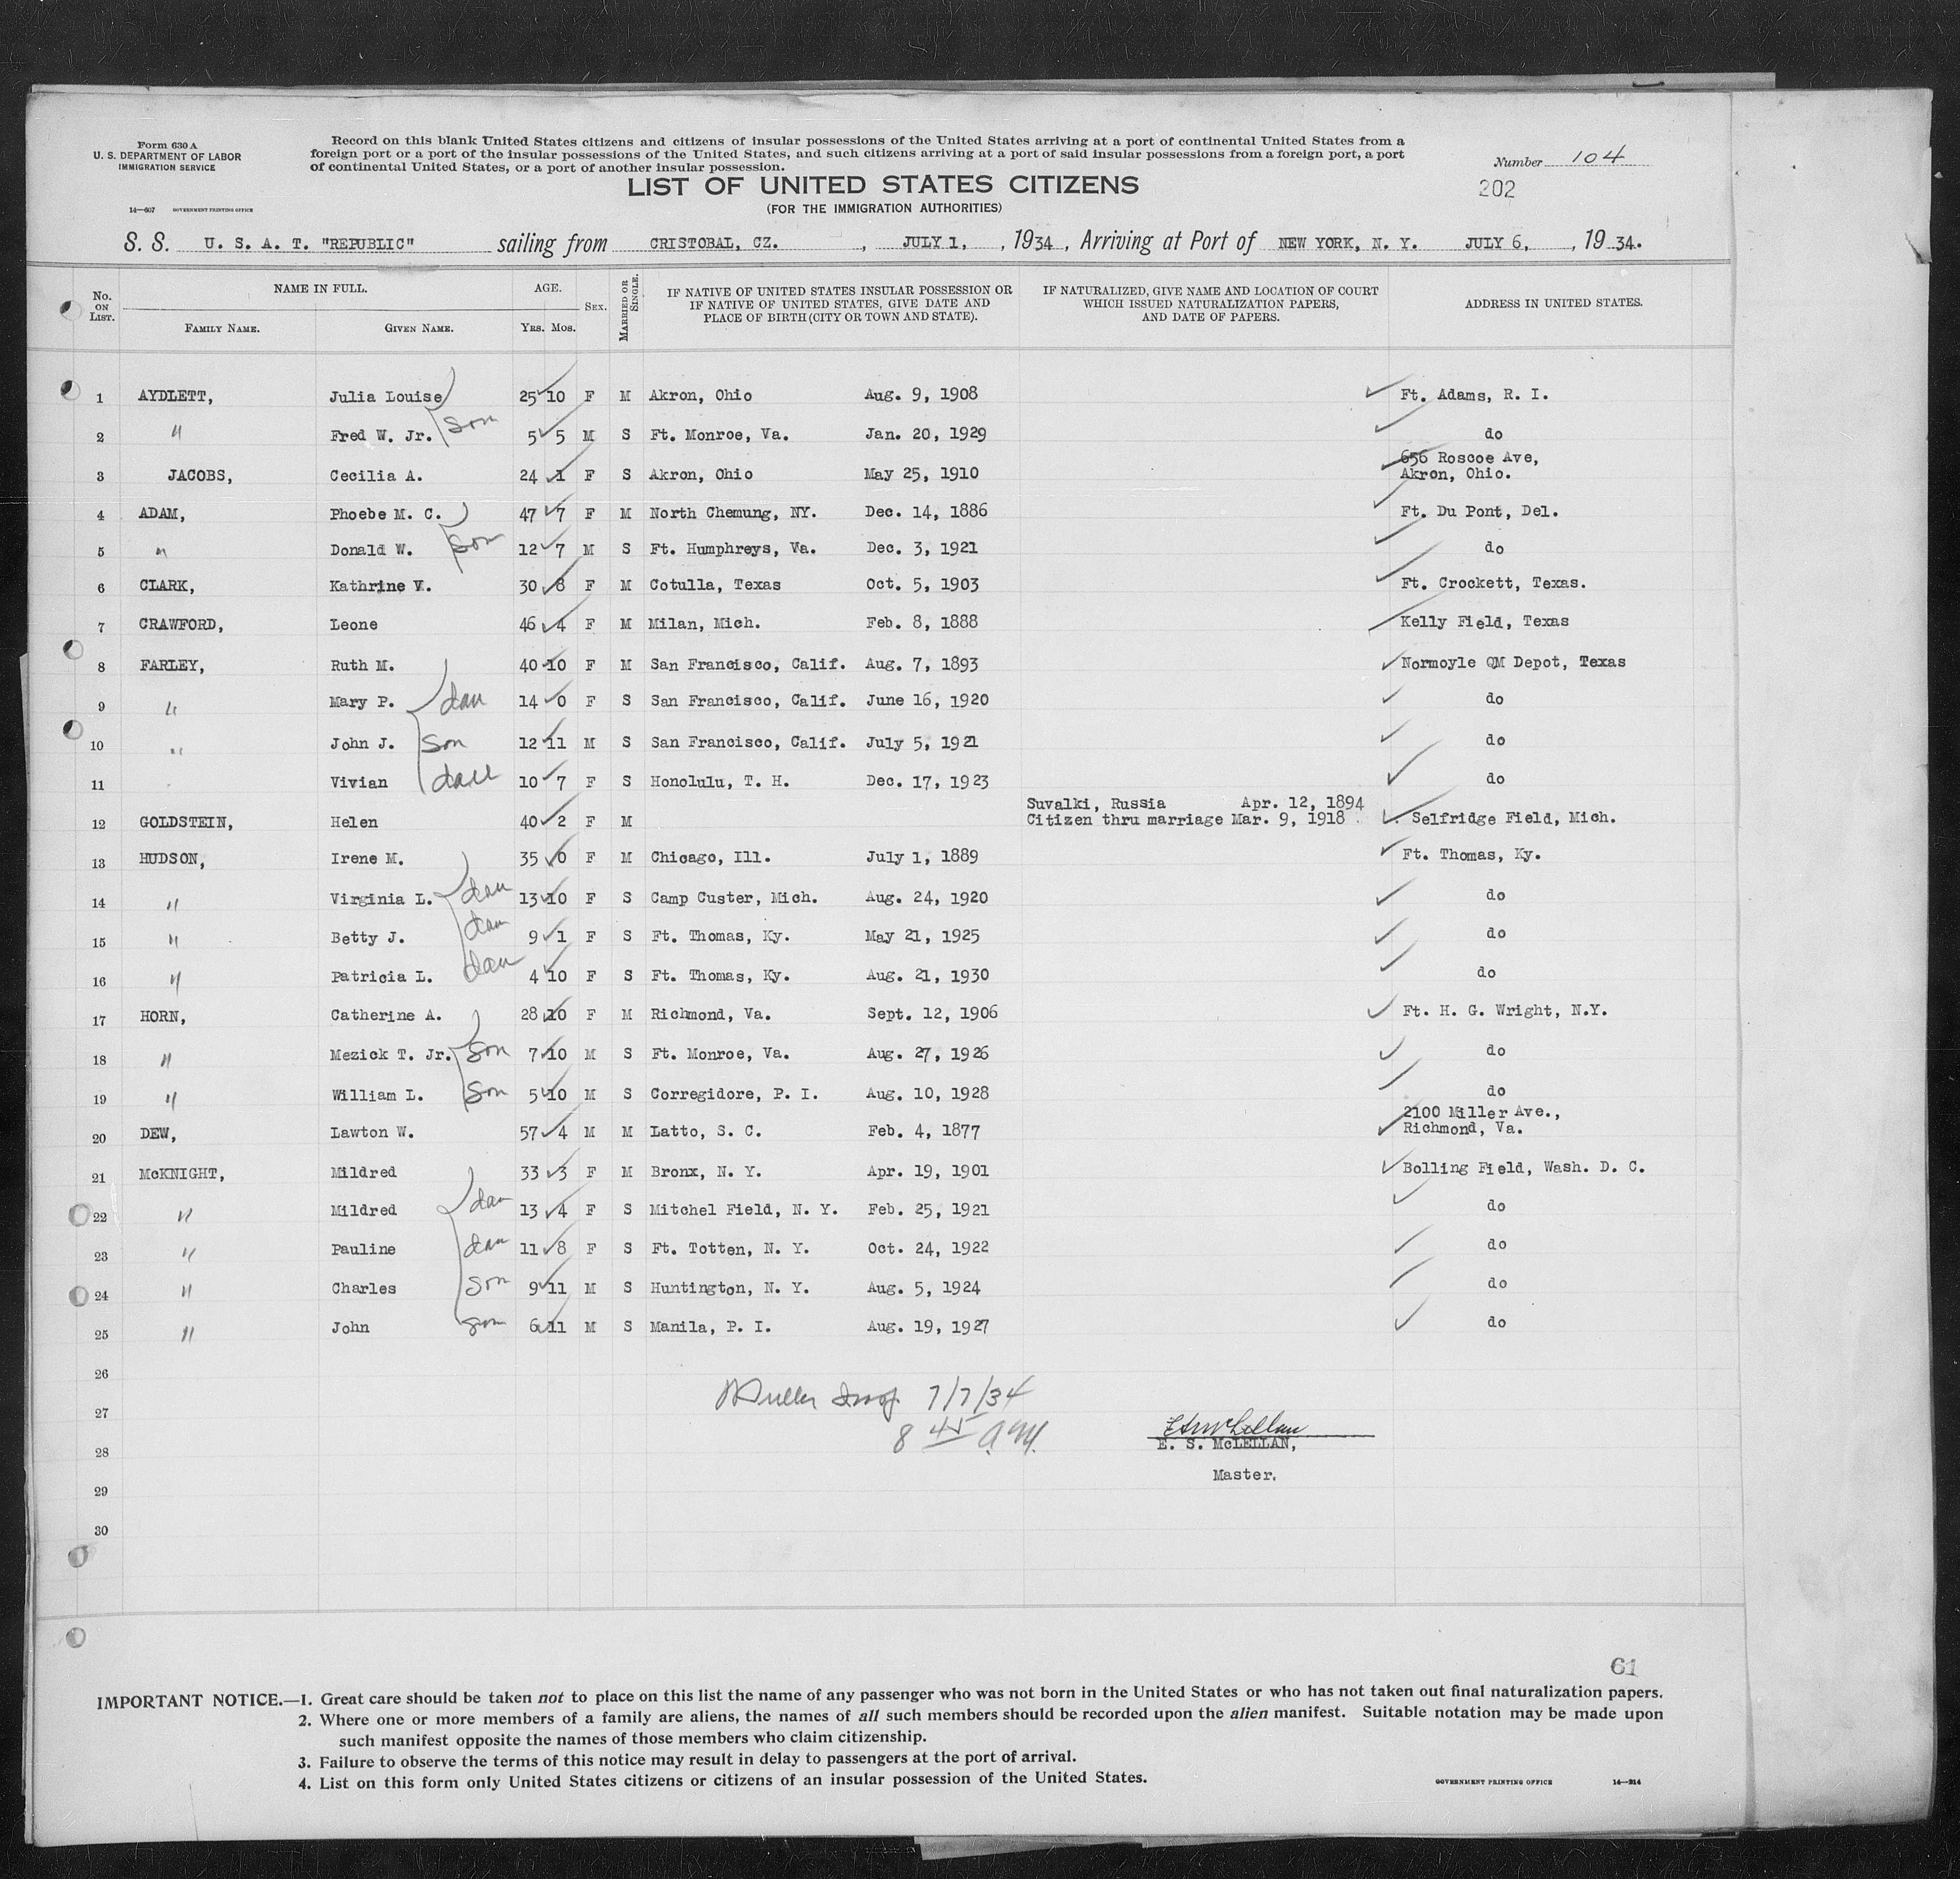 Form 630 A
U. S. DEPARTMENT OF LABOR
IMMIGRATION SERVICE
14—607 GOVERNMENT PRINTING OFFICE
Record on this blank United States citizens and citizens of insular possessions of the United States arriving at a port of continental United States from a
foreign port or a port of the insular possessions of the United States, and such citizens arriving at a port of said insular possessions from a foreign port, a port
of continental United States, or a port of another insular possession.
Number 104
202
LIST OF UNITED STATES CITIZENS
(FOR THE IMMIGRATION AUTHORITIES)
S. S. U. S. A. T. "REPUBLIC" sailing from CRISTOBAL, CZ. , JULY 1, , 1934 , Arriving at Port of NEW YORK, N. Y. JULY 6, , 19 34.
No. ON LIST. NAME IN FULL. FAMILY NAME. GIVEN NAME. AGE. YRS. MOS. SEX. MARRIED OR SINGLE. IF NATIVE OF UNITED STATES INSULAR POSSESSION OR IF NATIVE OF UNITED STATES, GIVE DATE AND PLACE OF BIRTH (CITY OR TOWN AND STATE). IF NATURALIZED, GIVE NAME AND LOCATION OF COURT WHICH ISSUED NATURALIZATION PAPERS, AND DATE OF PAPERS. ADDRESS IN UNITED STATES.
1 AYDLETT, Julia Louise 25 10 F M Akron, Ohio Aug. 9, 1908 Ft. Adams, R. I.
2 " Fred W. Jr. son 5 5 M S Ft. Monroe, Va. Jan. 20, 1929 do
3 JACOBS, Cecilia A. 24 1 F S Akron, Ohio May 25, 1910 656 Roscoe Ave, Akron, Ohio.
4 ADAM, Phoebe M. C. 47 7 F M North Chemung, NY. Dec. 14, 1886 Ft. Du Pont, Del.
5 " Donald W. son 12 7 M S Ft. Humphreys, Va. Dec. 3, 1921 do
6 CLARK, Kathrine V. 30 8 F M Cotulla, Texas Oct. 5, 1903 Ft. Crockett, Texas.
7 CRAWFORD, Leone 46 4 F M Milan, Mich. Feb. 8, 1888 Kelly Field, Texas
8 FARLEY, Ruth M. 40 10 F M San Francisco, Calif. Aug. 7, 1893 Normoyle QM Depot, Texas
9 " Mary P. dau 14 0 F S San Francisco, Calif. June 16, 1920 do
10 " John J. son 12 11 M S San Francisco, Calif. July 5, 1921 do
11 Vivian dau 10 7 F S Honolulu, T. H. Dec. 17, 1923 do
12 GOLDSTEIN, Helen 40 2 F M Suvalki, Russia Apr. 12, 1894 Citizen thru marriage Mar. 9, 1918 Selfridge Field, Mich.
13 HUDSON, Irene M. 35 0 F M Chicago, Ill. July 1, 1889 Ft. Thomas, Ky.
14 " Virginia L. dau 13 10 F S Camp Custer, Mich. Aug. 24, 1920 do
15 " Betty J. dau 9 1 F S Ft. Thomas, Ky. May 21, 1925 do
16 " Patricia L. dau 4 10 F S Ft. Thomas, Ky. Aug. 21, 1930 do
17 HORN, Catherine A. 28 10 F M Richmond, Va. Sept. 12, 1906 Ft. H. G. Wright, N.Y.
18 " Mezick T. Jr. son 7 10 M S Ft. Monroe, Va. Aug. 27, 1926 do
19 " William L. son 5 10 M S Corregidore, P. I. Aug. 10, 1928 do
20 DEW, Lawton W. 57 4 M M Latto, S. C. Feb. 4, 1877 2100 Miller Ave., Richmond, Va.
21 McKNIGHT, Mildred 33 3 F M Bronx, N. Y. Apr. 19, 1901 Bolling Field, Wash. D. C.
22 " Mildred dau 13 4 F S Mitchel Field, N. Y. Feb. 25, 1921 do
23 " Pauline dau 11 8 F S Ft. Totten, N. Y. Oct. 24, 1922 do
24 " Charles son 9 11 M S Huntington, N. Y. Aug. 5, 1924 do
25 " John son 6 11 M S Manila, P. I. Aug. 19, 1927 do
26
7/7/34
27
8 45 A.M.
28
E. S. McLELLAN,
Master.
29
30
61
IMPORTANT NOTICE.—1. Great care should be taken not to place on this list the name of any passenger who was not born in the United States or who has not taken out final naturalization papers.
2. Where one or more members of a family are aliens, the names of all such members should be recorded upon the alien manifest. Suitable notation may be made upon
such manifest opposite the names of those members who claim citizenship.
3. Failure to observe the terms of this notice may result in delay to passengers at the port of arrival.
4. List on this form only United States citizens or citizens of an insular possession of the United States.
GOVERNMENT PRINTING OFFICE 14—214